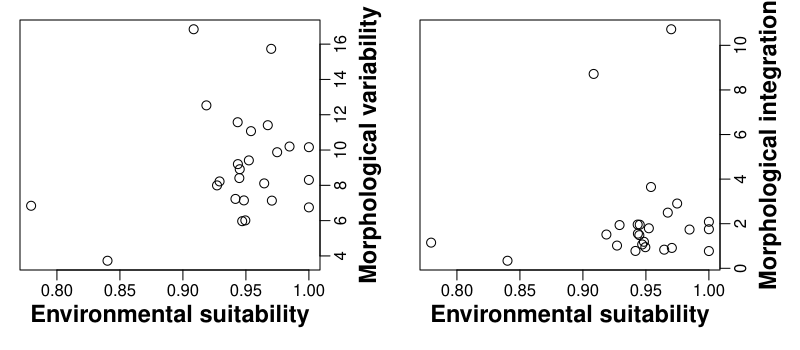 4 6 8 10 12 14 16
Morphological variability
0.80 0.85 0.90 0.95 1.00
Environmental suitability
0 2 4 6 8 10
Morphological integration
0.80 0.85 0.90 0.95 1.00
Environmental suitability